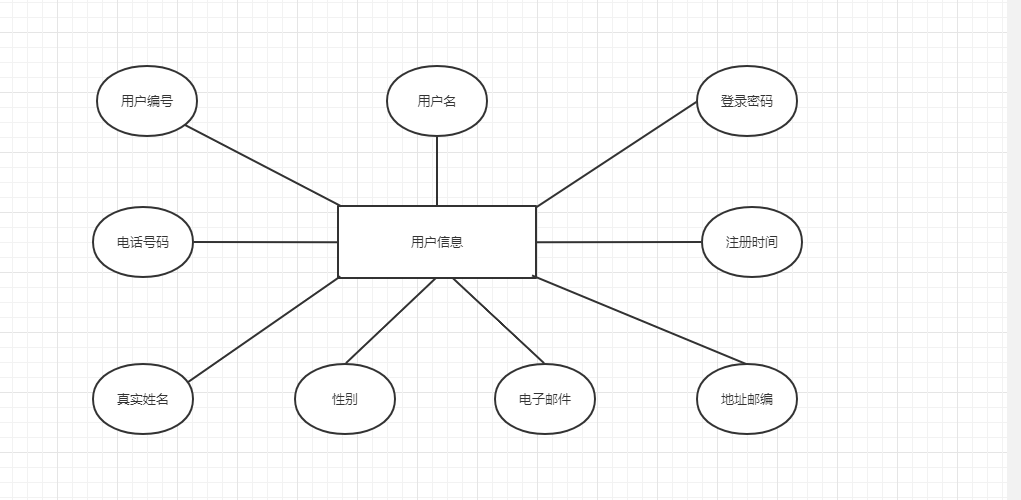 用户编号
用户名
登录密码
电话号码
用户信息
注册时间
真实姓名
性别
电子邮件
地址邮编